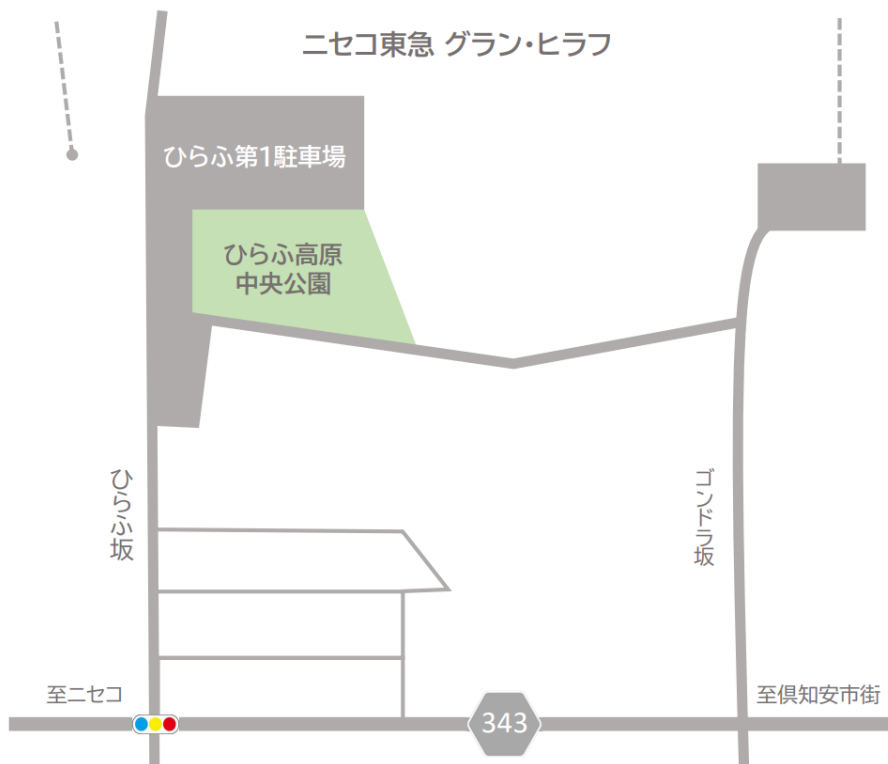 ニセコ東急 グラン・ヒラフ
ひらふ第1駐車場
ひらふ高原
中央公園
ひらふ坂
ゴンドラ坂
至ニセコ
343
至倶知安市街